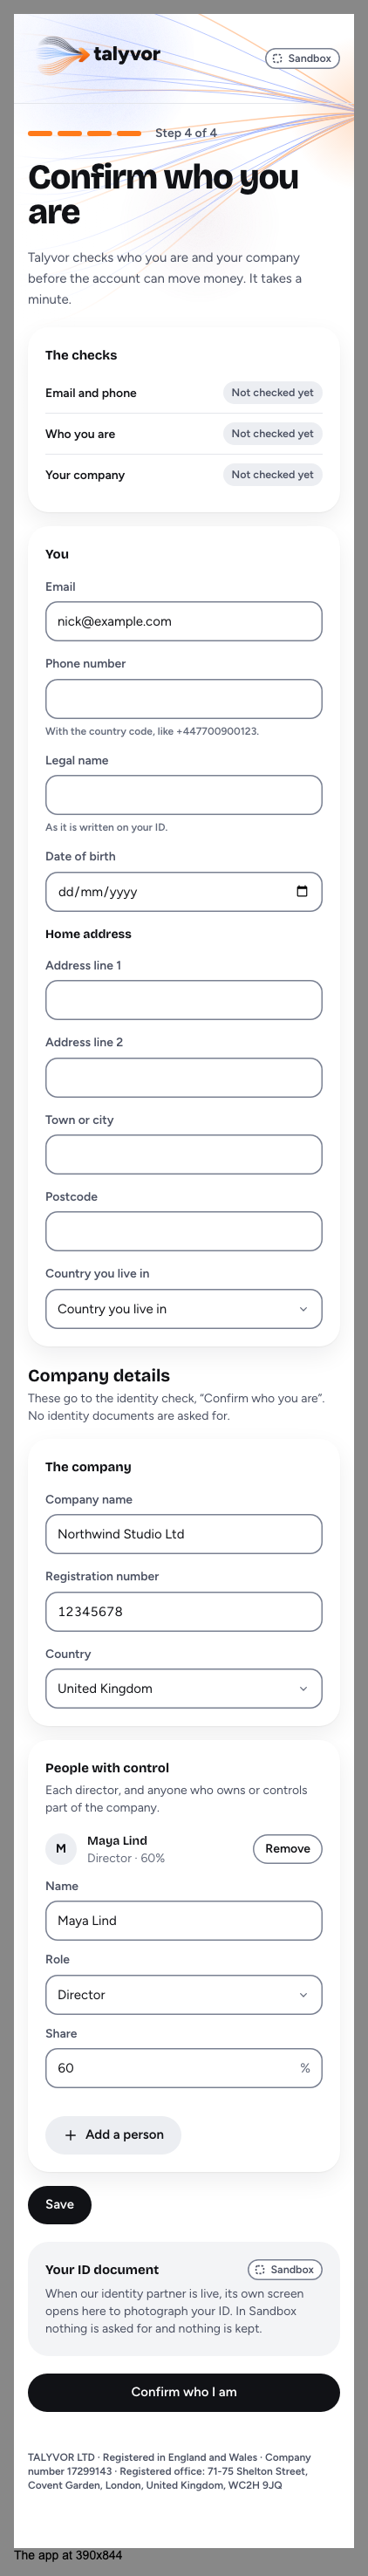 talyvor
Sandbox
Step 4 of 4
Confirm who you
are
Talyvor checks who you are and your company
before the account can move money. It takes a
minute.
The checks
Email and phone
Not checked yet
Who you are
Not checked yet
Your company
Not checked yet
You
Email
nick@example.com
Phone number
With the country code, like +447700900123.
Legal name
As it is written on your ID.
Date of birth
dd/mm/yyyy
Home address
Address line 1
Address line 2
Town or city
Postcode
Country you live in
Country you live in
Company details
These go to the identity check, “Confirm who you are”.
No identity documents are asked for.
The company
Company name
Northwind Studio Ltd
Registration number
12345678
Country
United Kingdom
People with control
Each director, and anyone who owns or controls
part of the company.
M
Maya Lind
Director · 60%
Remove
Name
Maya Lind
Role
Director
Share
60
%
+ Add a person
Save
Your ID document
Sandbox
When our identity partner is live, its own screen
opens here to photograph your ID. In Sandbox
nothing is asked for and nothing is kept.
Confirm who I am
TALYVOR LTD · Registered in England and Wales · Company
number 17299143 · Registered office: 71-75 Shelton Street,
Covent Garden, London, United Kingdom, WC2H 9JQ
The app at 390x844